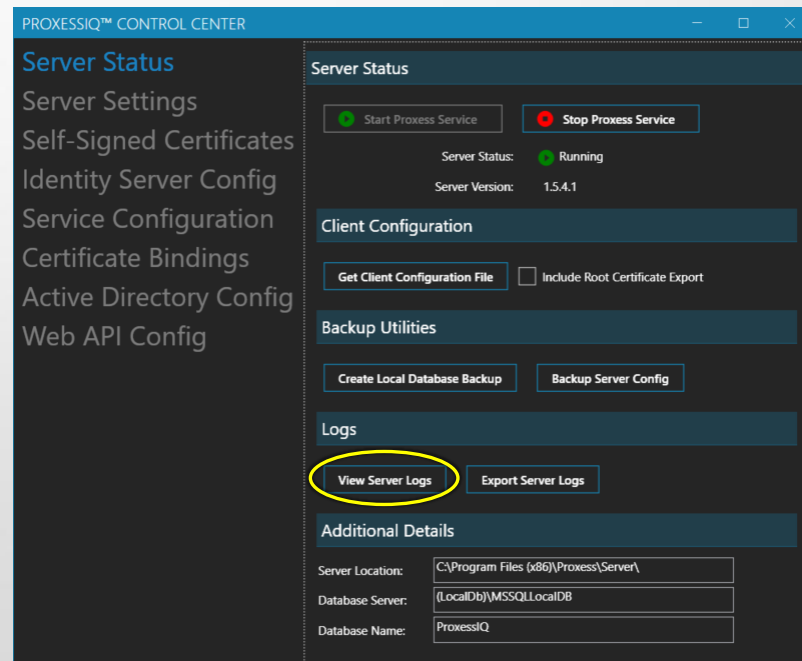 PROXESSIQ™ CONTROL CENTER
Server Status
Server Settings
Self-Signed Certificates
Identity Server Config
Service Configuration
Certificate Bindings
Active Directory Config
Web API Config
Server Status
Start Proxess Service Stop Proxess Service
Server Status: Running
Server Version: 1.5.4.1
Client Configuration
Get Client Configuration File Include Root Certificate Export
Backup Utilities
Create Local Database Backup Backup Server Config
Logs
View Server Logs Export Server Logs
Additional Details
Server Location: C:\Program Files (x86)\Proxess\Server\
Database Server: (LocalDb)\MSSQLLocalDB
Database Name: ProxessIQ